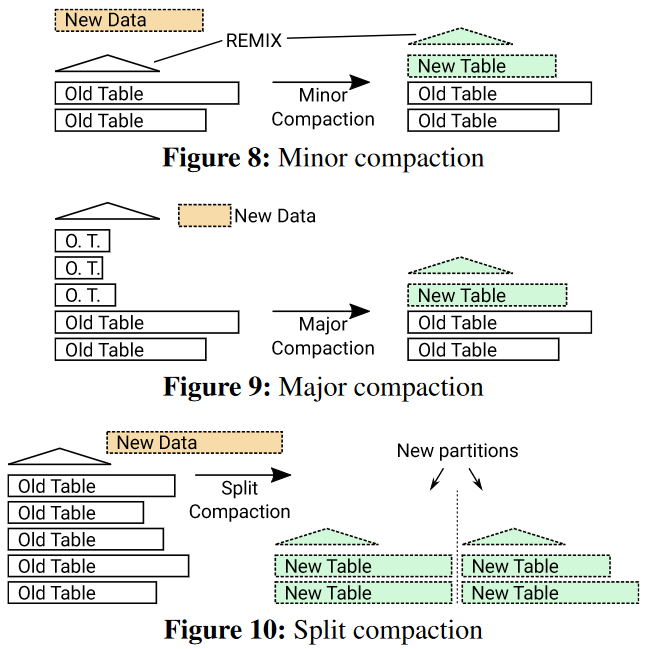 New Data
REMIX
New Table
Old Table
Old Table
Old Table
Old Table
Minor
Compaction
Figure 8: Minor compaction
New Data
O. T.
O. T.
O. T.
New Table
Old Table
Old Table
Old Table
Old Table
Major
Compaction
Figure 9: Major compaction
New Data
New partitions
Old Table
Old Table
Old Table
Old Table
Old Table
Split
Compaction
New Table
New Table
New Table
New Table
Figure 10: Split compaction